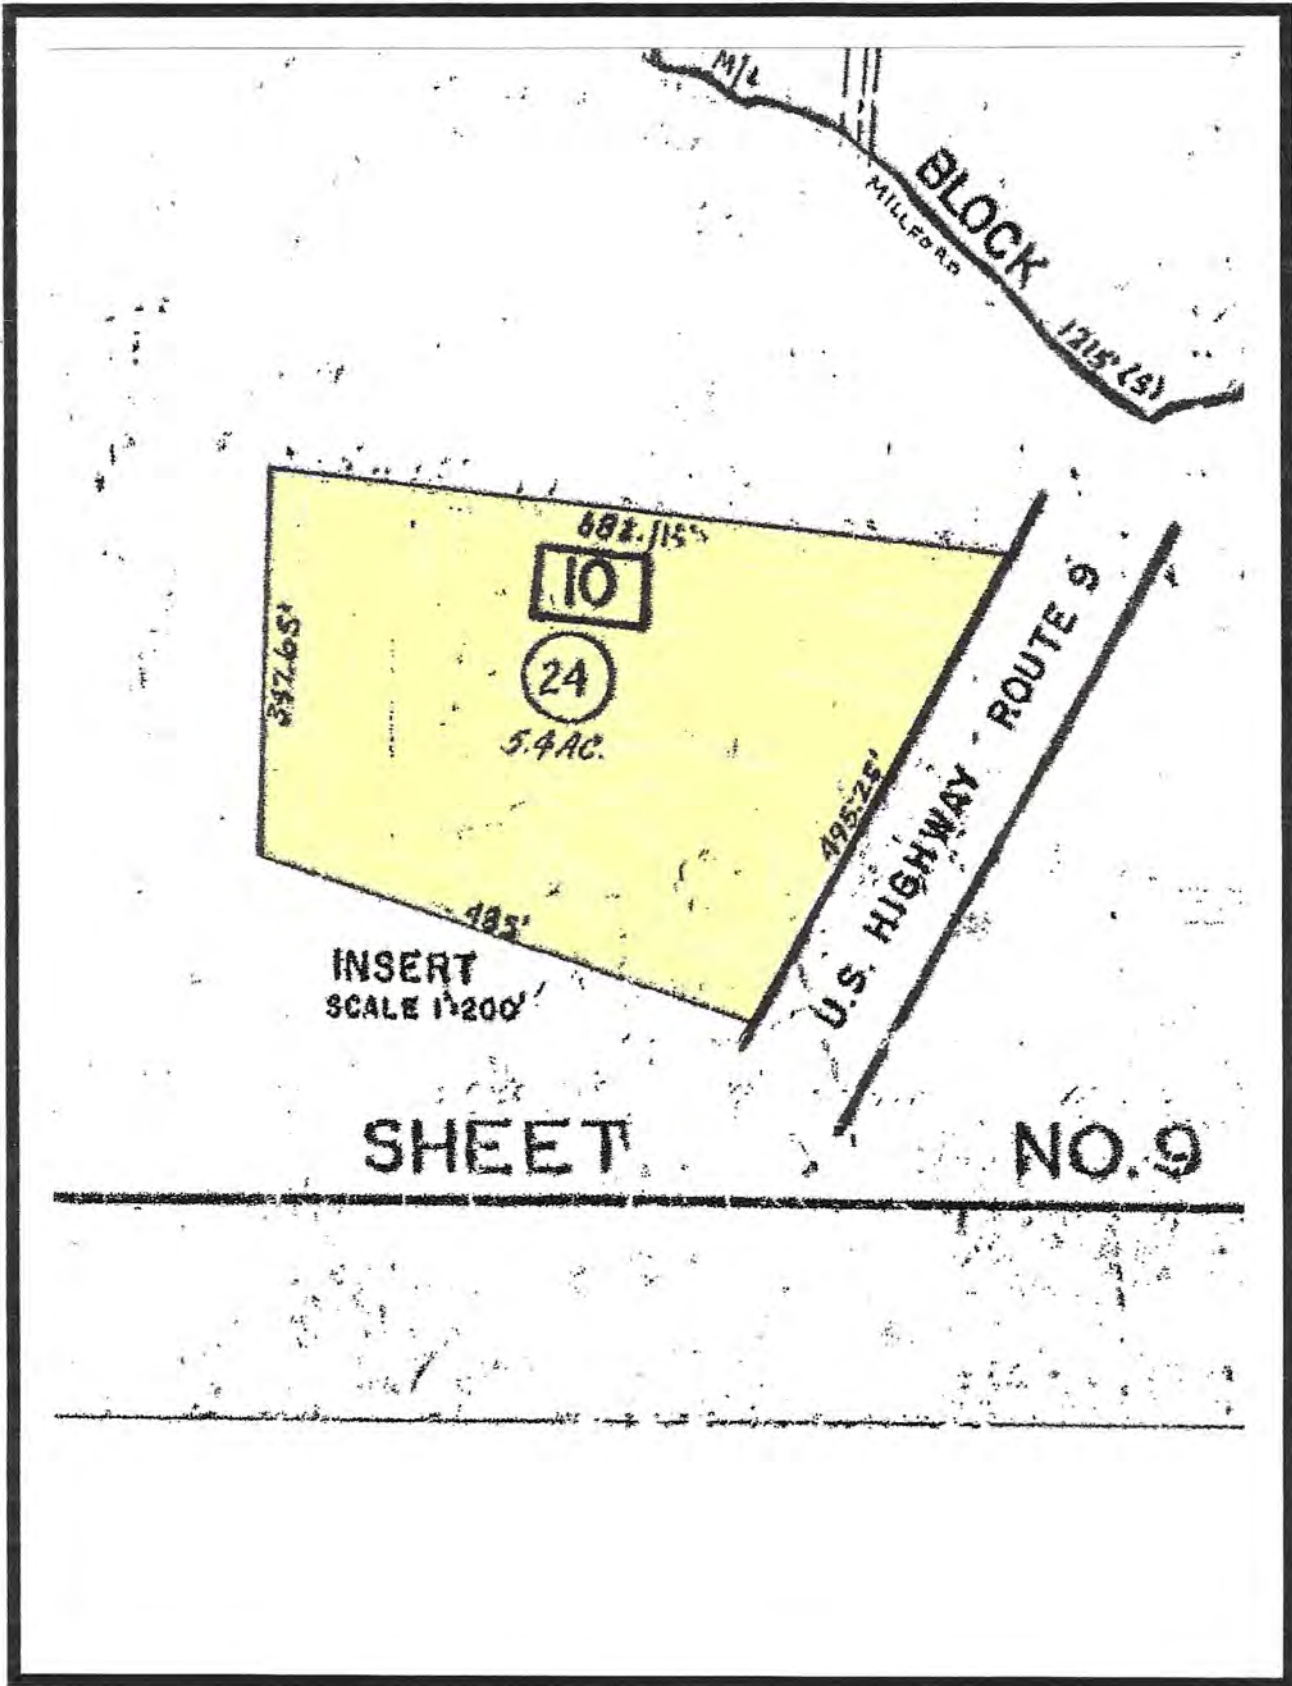 M/L
BLOCK
MILLFORD
1215' (S)
10
24
5.4 AC.
495.25'
485'
U.S. HIGHWAY ROUTE 9
INSERT
SCALE 1"=200'
SHEET NO. 9